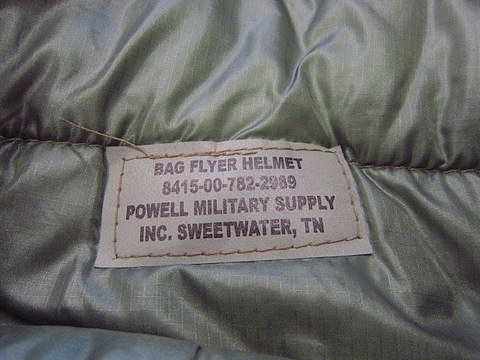 BAG FLYER HELMET
8415-00-782-2989
POWELL MILITARY SUPPLY
INC. SWEETWATER, TN